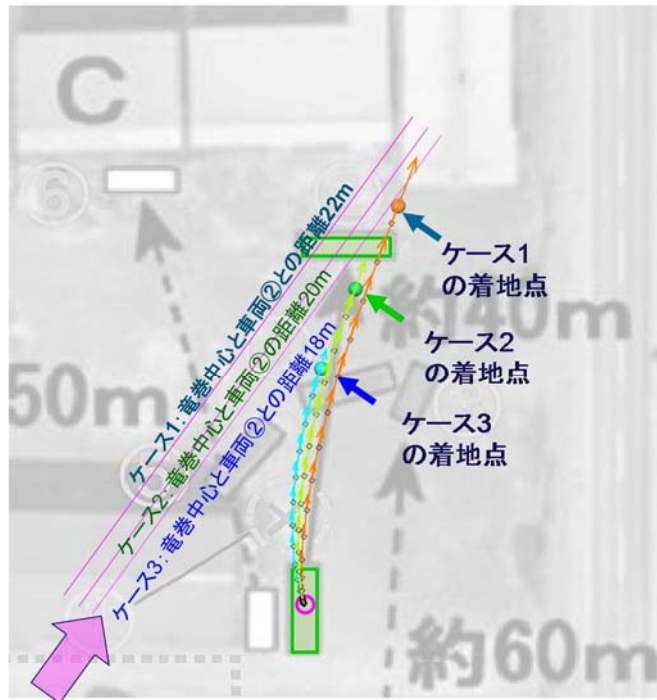 C
⑥
ケース1：竜巻中心と車両②との距離22m
ケース2：竜巻中心と車両②の距離20m
ケース3：竜巻中心と車両②との距離18m
ケース1
の着地点
約40m
ケース2
の着地点
50m
ケース3
の着地点
約60m